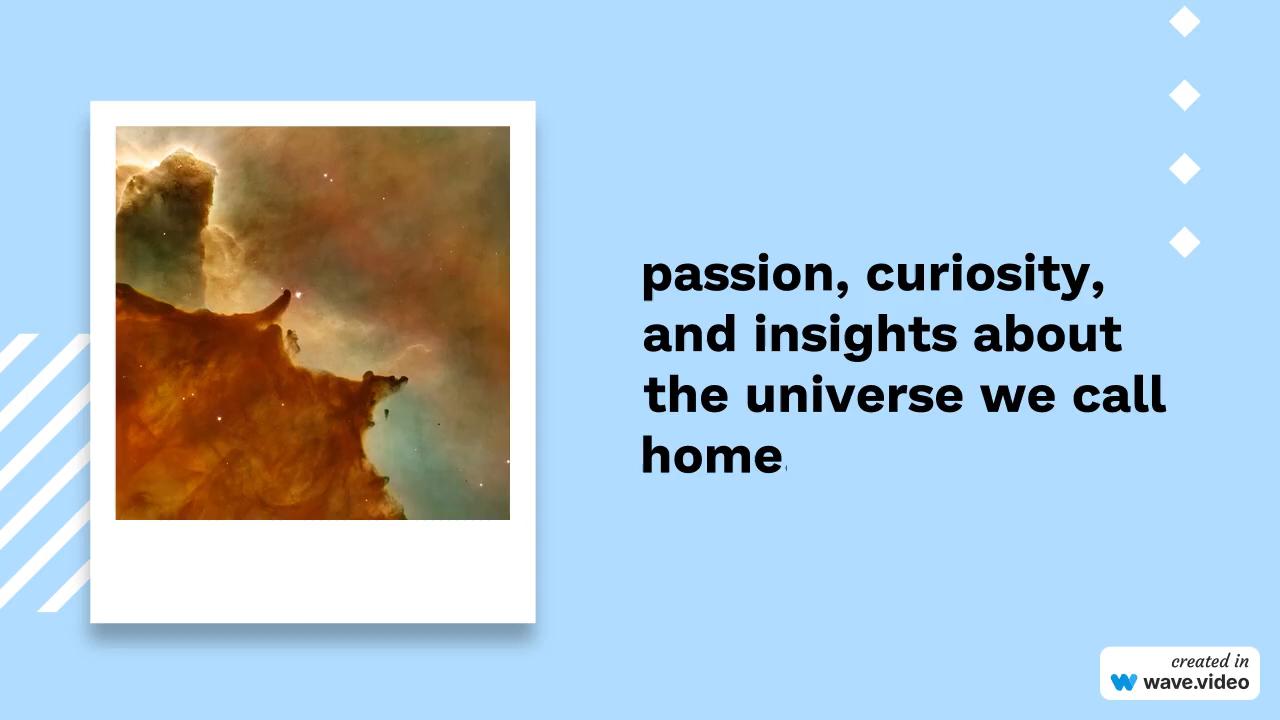 passion, curiosity,
and insights about
the universe we call
home.
created in
wave.video